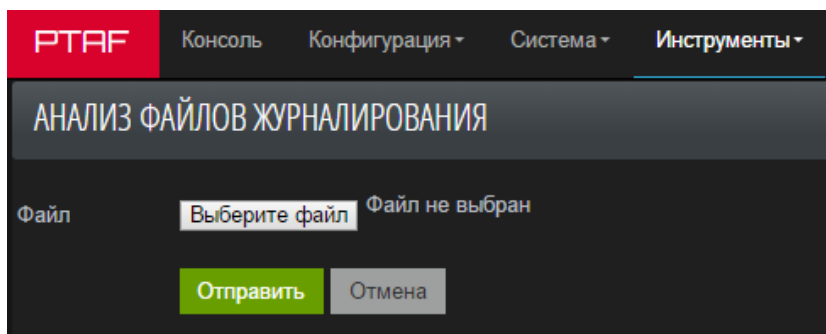 PTAF Консоль Конфигурация Система Инструменты
АНАЛИЗ ФАЙЛОВ ЖУРНАЛИРОВАНИЯ
Файл Выберите файл Файл не выбран
Отправить Отмена